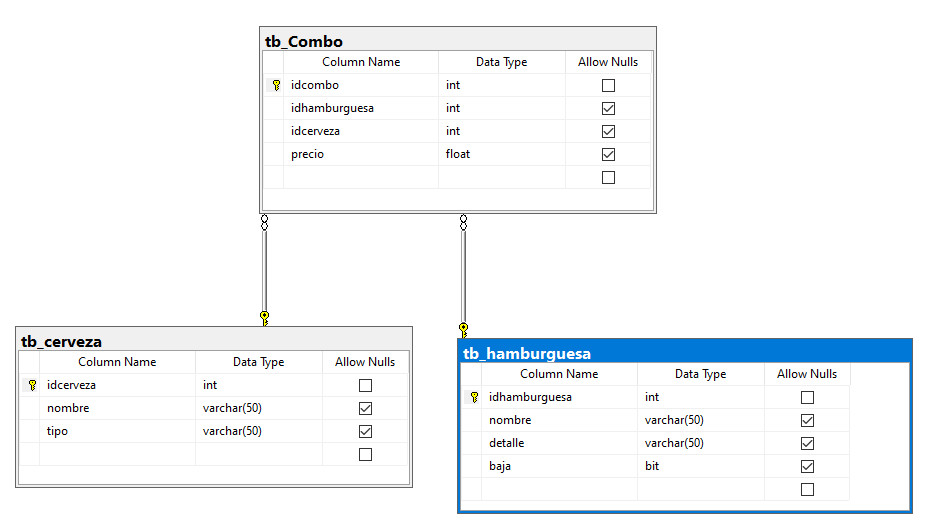 tb_Combo
Column Name Data Type Allow Nulls
idcombo int
idhamburguesa int
idcerveza int
precio float
tb_cerveza
Column Name Data Type Allow Nulls
idcerveza int
nombre varchar(50)
tipo varchar(50)
tb_hamburguesa
Column Name Data Type Allow Nulls
idhamburguesa int
nombre varchar(50)
detalle varchar(50)
baja bit